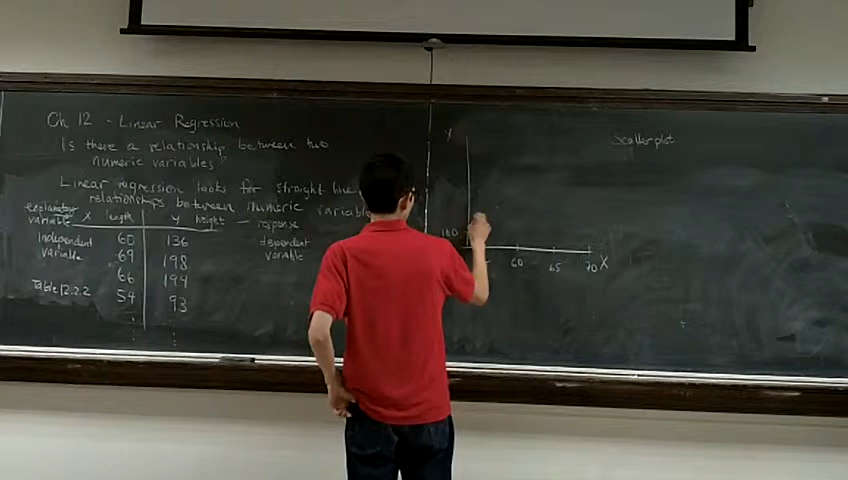 Ch 12 - Linear Regression
Is there a relationship between two
numeric variables?
Linear regression looks for straight line
relationships between numeric variable
explanatory
variable
X length
y height - response
independent
variable
dependent
variable
60 136
69 198
66 194
54 93
Table 12.2.2
Scatterplot
Y
100
60 65 70 X